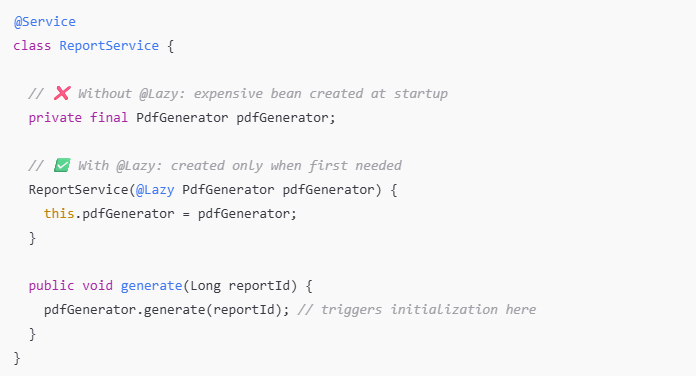 @Service
class ReportService {
// ❌ Without @Lazy: expensive bean created at startup
private final PdfGenerator pdfGenerator;
// ✅ With @Lazy: created only when first needed
ReportService(@Lazy PdfGenerator pdfGenerator) {
this.pdfGenerator = pdfGenerator;
}
public void generate(Long reportId) {
pdfGenerator.generate(reportId); // triggers initialization here
}
}